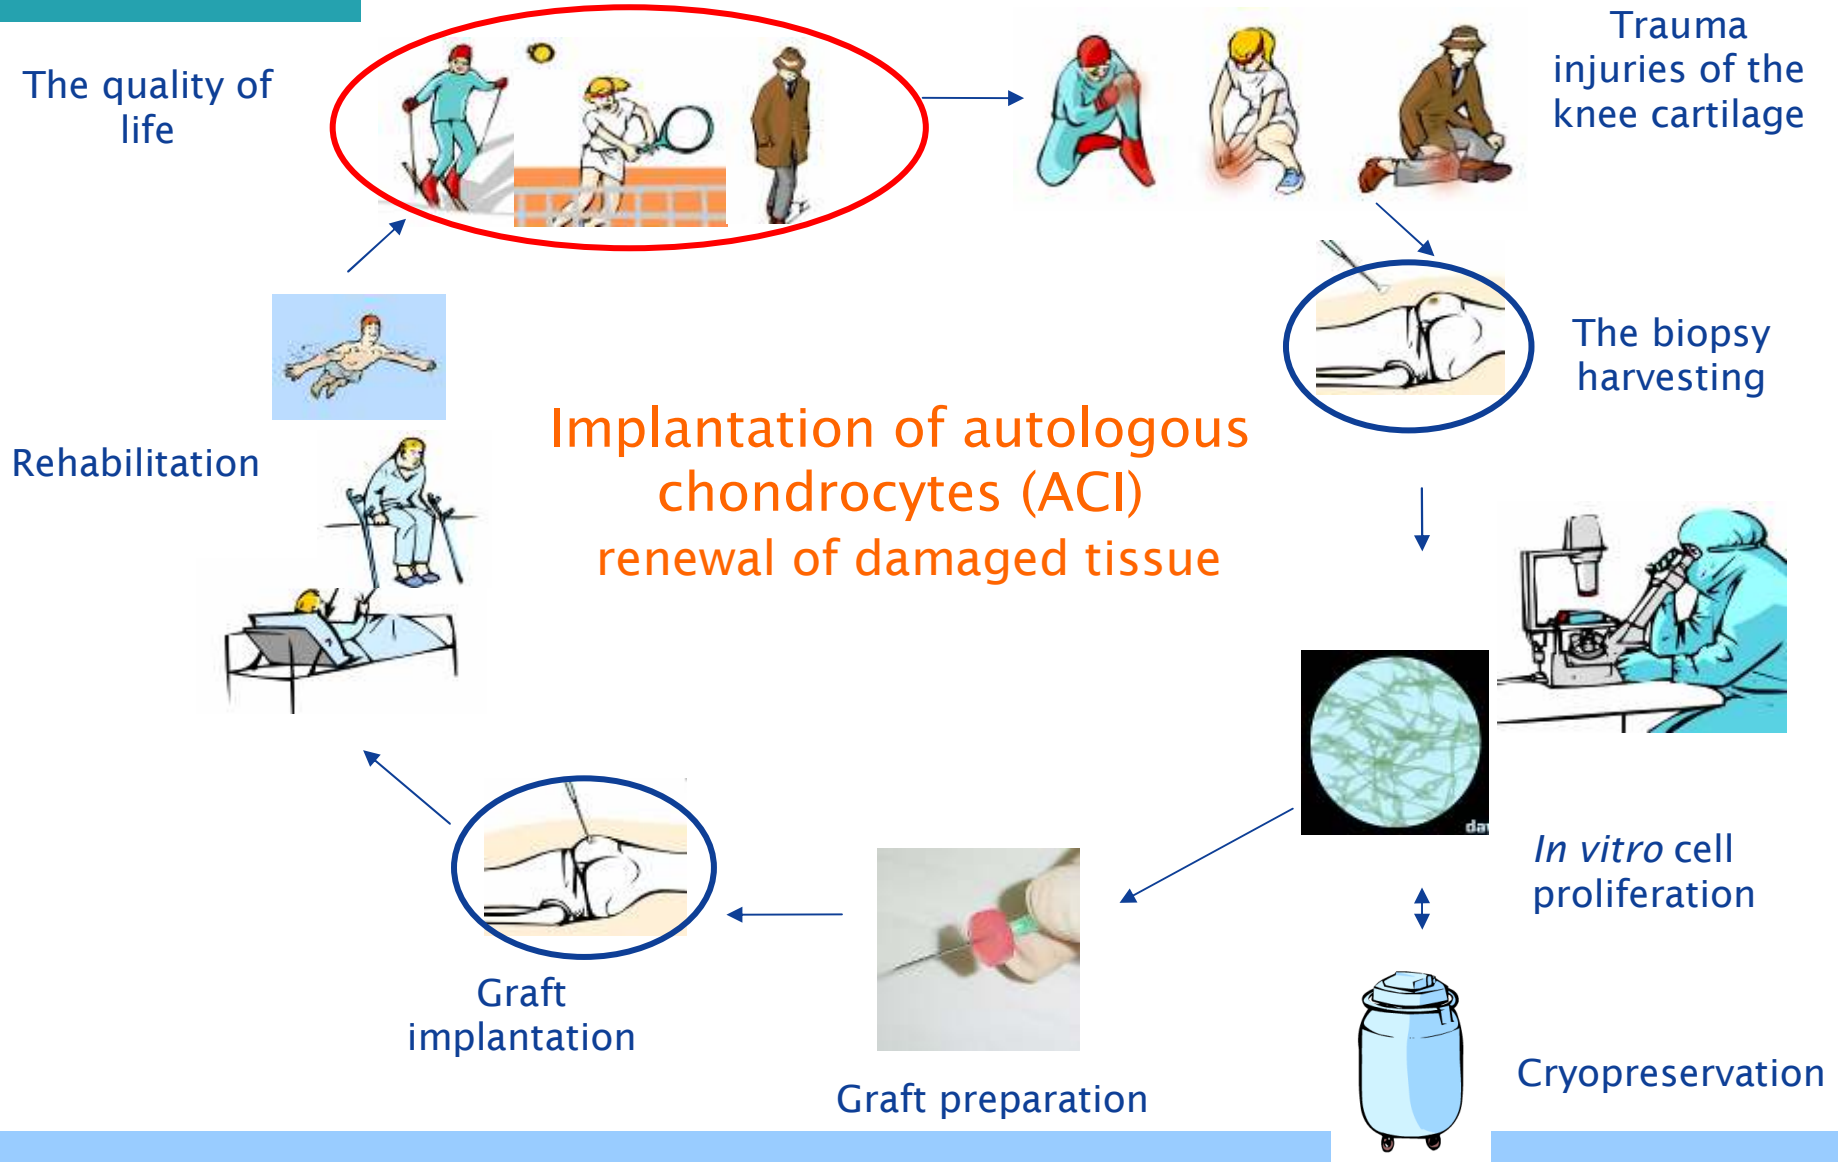 The quality of
life
Trauma
injuries of the
knee cartilage
The biopsy
harvesting
Implantation of autologous
chondrocytes (ACI)
renewal of damaged tissue
Rehabilitation
In vitro cell
proliferation
Graft
implantation
Graft preparation
Cryopreservation